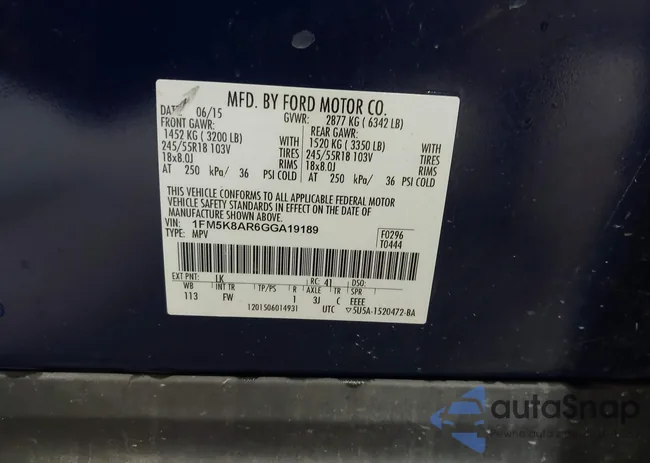 MFD. BY FORD MOTOR CO.
DATE: 06/15 GVWR: 2877 KG ( 6342 LB)
FRONT GAWR: REAR GAWR:
1452 KG ( 3200 LB) WITH 1520 KG ( 3350 LB) WITH
245/55R18 103V TIRES 245/55R18 103V TIRES
18x8.0J RIMS 18x8.0J RIMS
AT 250 kPa/ 36 PSI COLD AT 250 kPa/ 36 PSI COLD
THIS VEHICLE CONFORMS TO ALL APPLICABLE FEDERAL MOTOR
VEHICLE SAFETY STANDARDS IN EFFECT ON THE DATE OF
MANUFACTURE SHOWN ABOVE.
VIN: 1FM5K8AR6GGA19189 F0296
TYPE: MPV T0444
EXT PNT: LK RC: 41 DSO:
WB INT TR TP/PS R AXLE TR SPR
113 FW 1 3J C EEEE
1201506014931 UTC ▽5U5A-1520472-BA
autoSnap